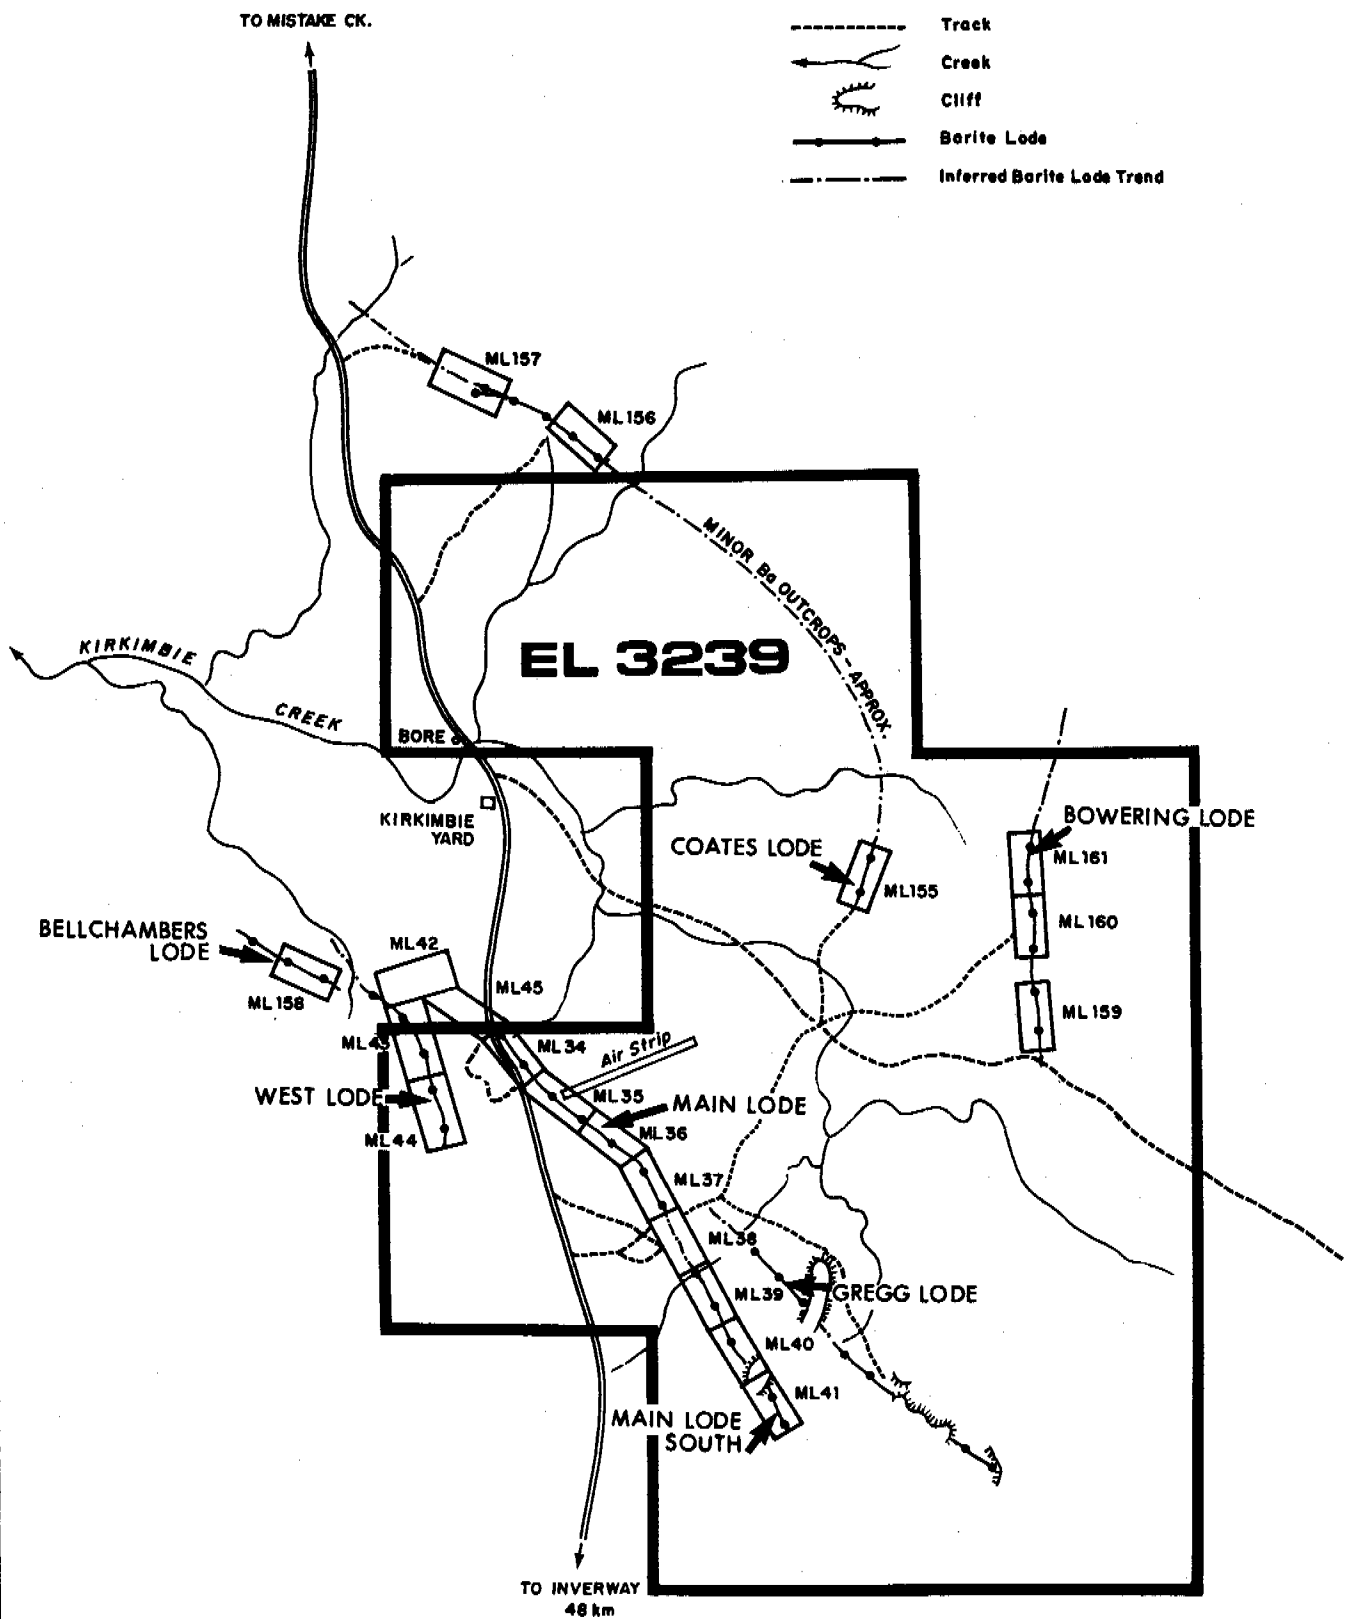 TO MISTAKE CK.
Track
Creek
Cliff
Barite Lode
Inferred Barite Lode Trend
ML157
ML156
MINOR Ba OUTCROPS - APPROX.
EL 3239
KIRKIMBIE
CREEK
BORE
KIRKIMBIE
YARD
BOWERING LODE
COATES LODE
ML161
ML155
ML160
BELLCHAMBERS
LODE
ML42
ML45
ML158
ML159
ML43
ML34
Air Strip
WEST LODE
ML35
MAIN LODE
ML36
ML44
ML37
ML38
ML39
GREGG LODE
ML40
ML41
MAIN LODE
SOUTH
TO INVERWAY
48 km